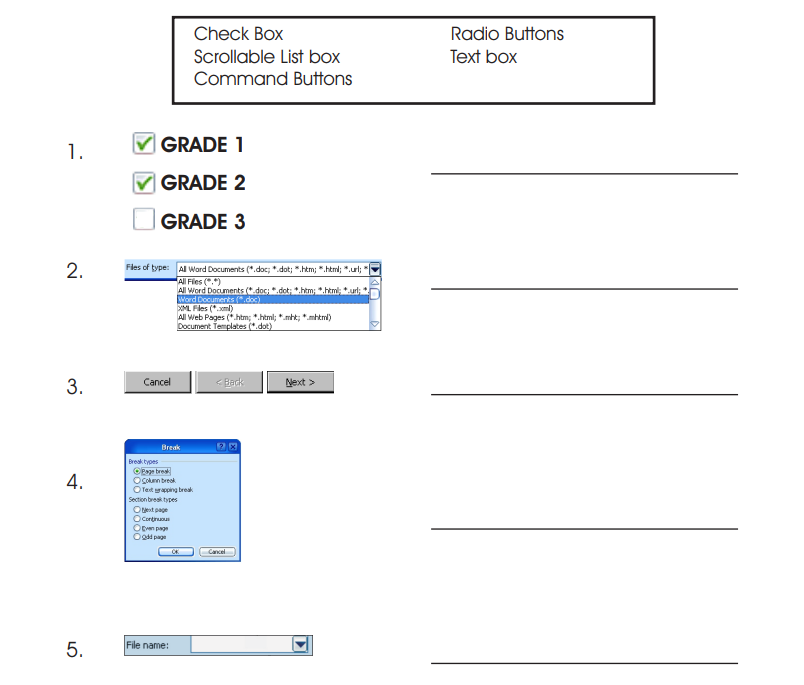 Check Box Radio Buttons
Scrollable List box Text box
Command Buttons
1. GRADE 1
GRADE 2
GRADE 3
2. Files of type: All Word Documents (*.doc; *.dot; *.htm; *.html; *.url; *
All Files (*.*)
All Word Documents (*.doc; *.dot; *.htm; *.html; *.url; *.
Word Documents (*.doc)
XML Files (*.xml)
All Web Pages (*.htm; *.html; *.mht; *.mhtml)
Document Templates (*.dot)
3. Cancel < Back Next >
Break
4. Break types
Page break
Column break
Text wrapping break
Section break types
Next page
Continuous
Even page
Odd page
OK Cancel
5. File name: